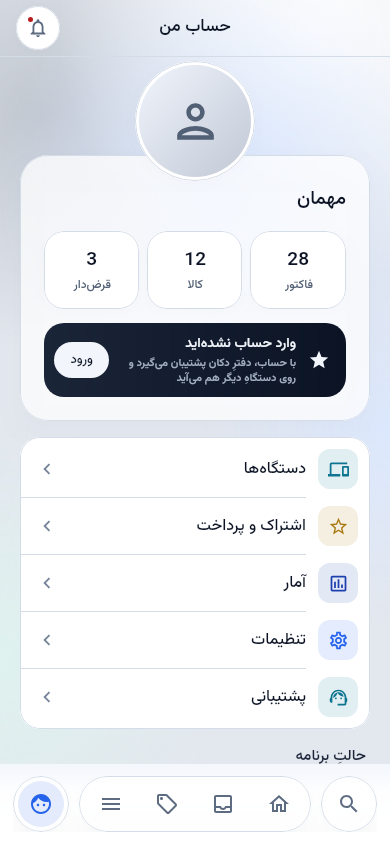 حساب من
مهمان
28
12
3
فاکتور
کالا
قرض‌دار
وارد حساب نشده‌اید
با حساب، دفترِ دکان پشتیبان می‌گیرد و
روی دستگاهِ دیگر هم می‌آید
ورود
دستگاه‌ها
اشتراک و پرداخت
آمار
تنظیمات
پشتیبانی
حالتِ برنامه